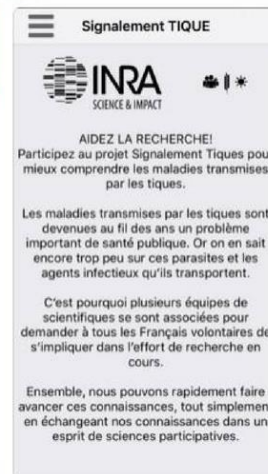 Signalement TIQUE
INRA
SCIENCE & IMPACT
AIDEZ LA RECHERCHE!
Participez au projet Signalement Tiques pou
mieux comprendre les maladies transmises
par les tiques.
Les maladies transmises par les tiques sont
devenues au fil des ans un problème
important de santé publique. Or on en sait
encore trop peu sur ces parasites et les
agents infectieux qu'ils transportent.
C'est pourquoi plusieurs équipes de
scientifiques se sont associées pour
demander à tous les Français volontaires de
s'impliquer dans l'effort de recherche en
cours.
Ensemble, nous pouvons rapidement faire
avancer ces connaissances, tout simplemen
en échangeant nos connaissances dans un
esprit de sciences participatives.